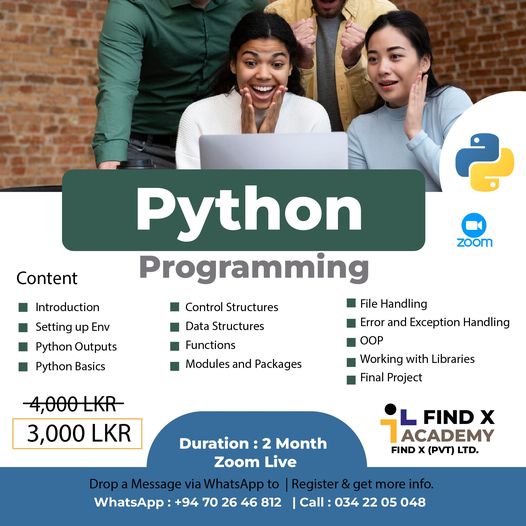 Python
Programming
zoom
Content
Introduction
Setting up Env
Python Outputs
Python Basics
Control Structures
Data Structures
Functions
Modules and Packages
File Handling
Error and Exception Handling
OOP
Working with Libraries
Final Project
4,000 LKR
3,000 LKR
Duration : 2 Month
Zoom Live
FIND X
ACADEMY
FIND X (PVT) LTD.
Drop a Message via WhatsApp to | Register & get more info.
WhatsApp : +94 70 26 46 812 | Call : 034 22 05 048